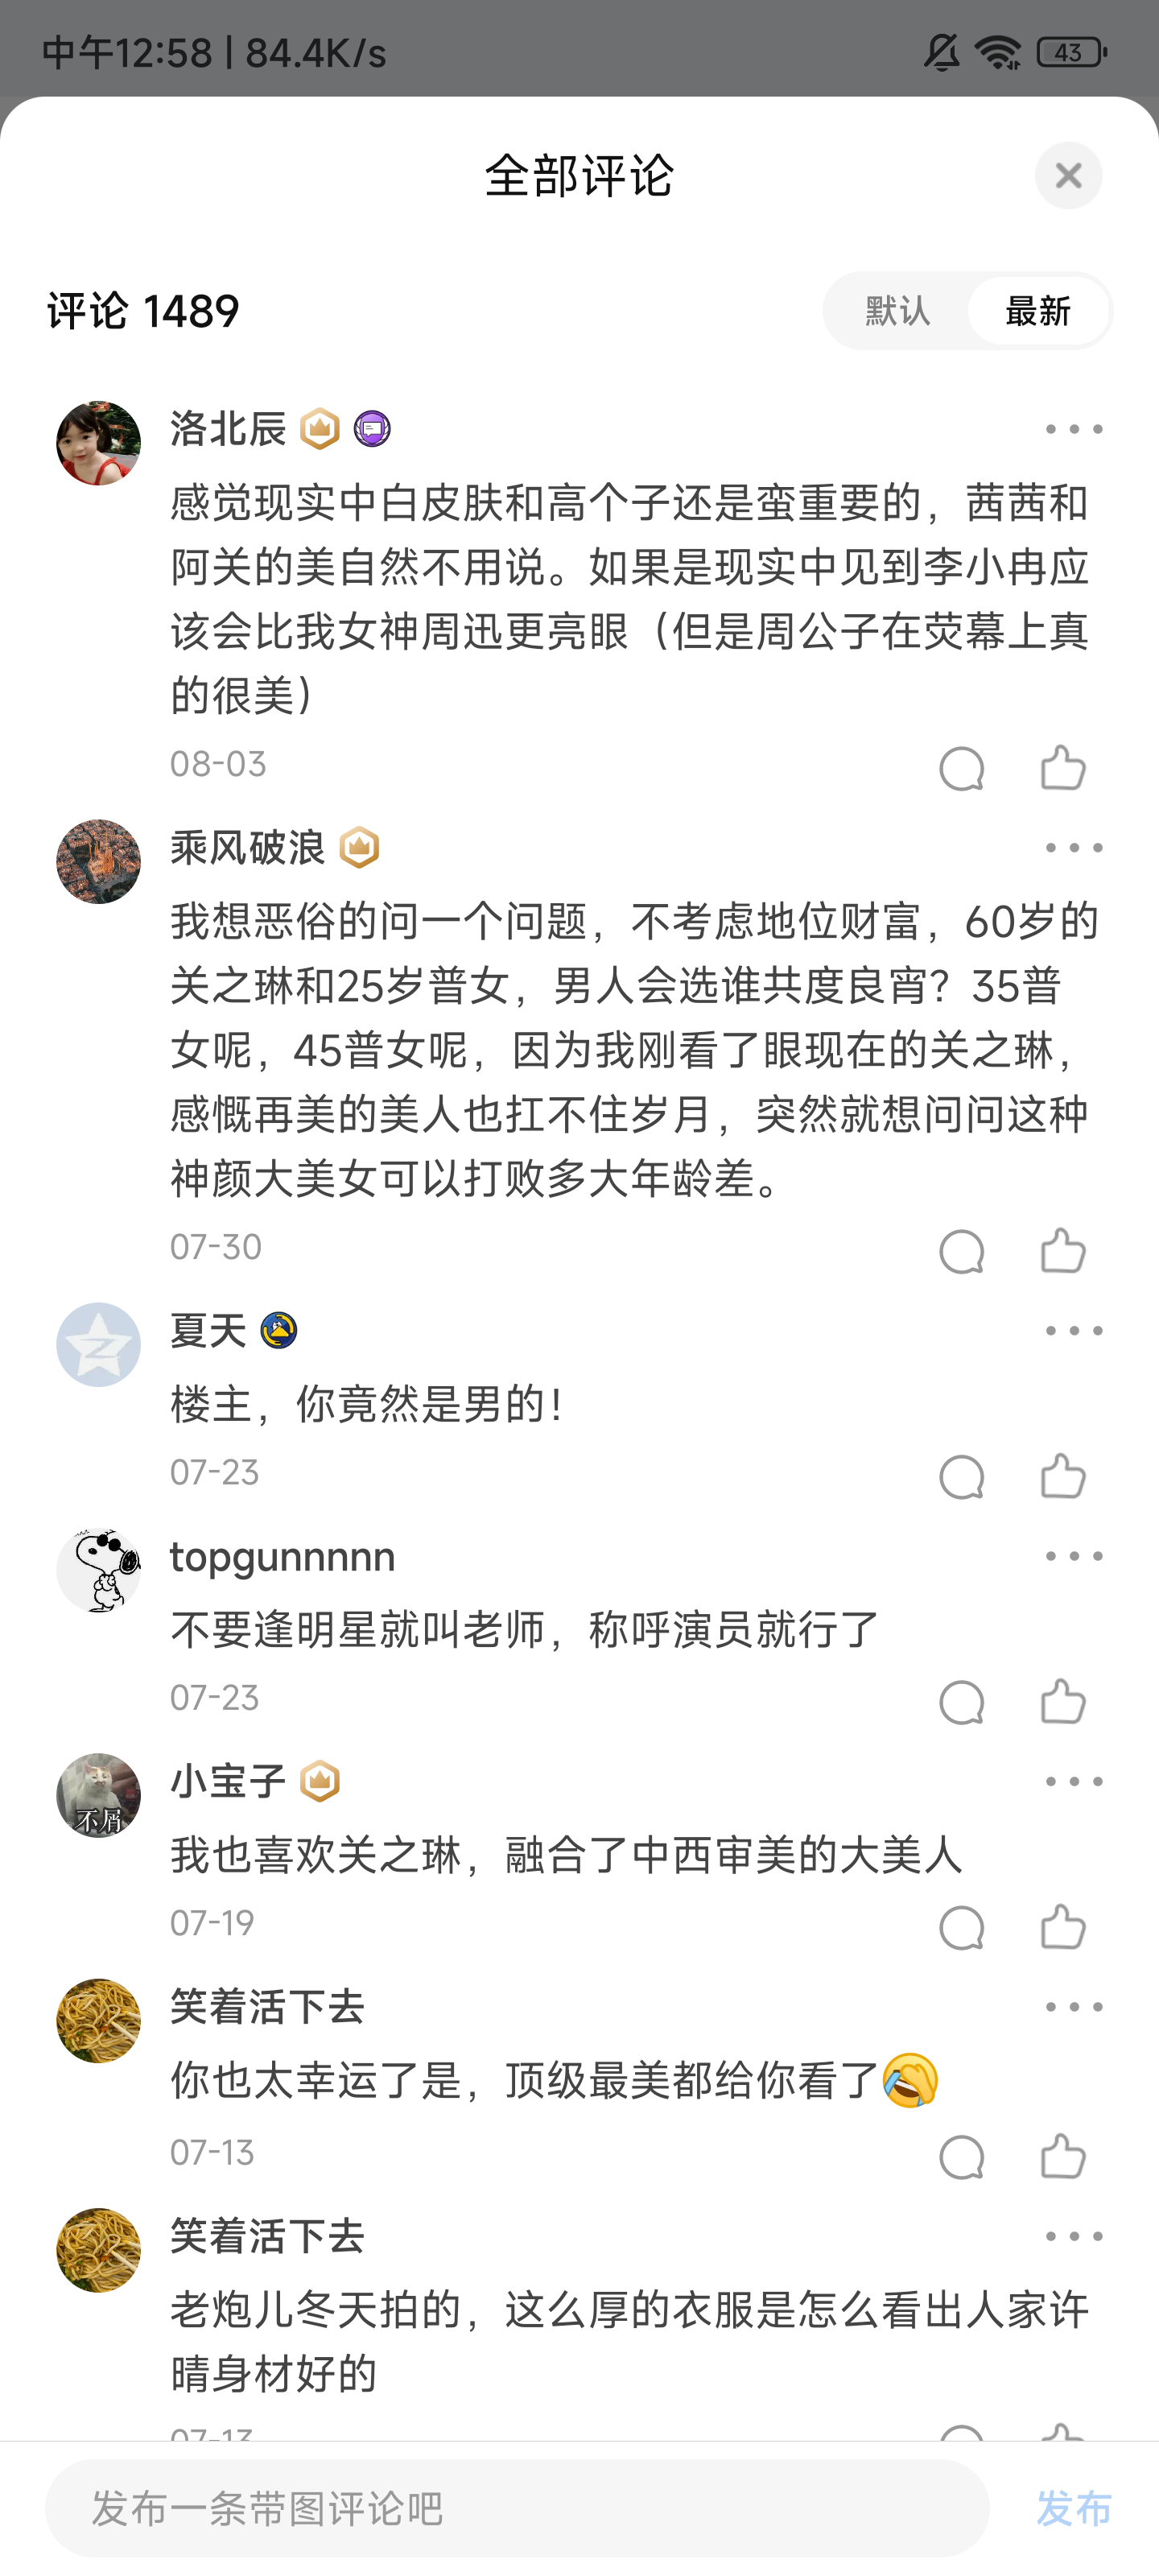 中午12:58 | 84.4K/s
43
全部评论
评论 1489
默认
最新
洛北辰
感觉现实中白皮肤和高个子还是蛮重要的，茜茜和
阿关的美自然不用说。如果是现实中见到李小冉应
该会比我女神周迅更亮眼（但是周公子在荧幕上真
的很美）
08-03
乘风破浪
我想恶俗的问一个问题，不考虑地位财富，60岁的
关之琳和25岁普女，男人会选谁共度良宵？35普
女呢，45普女呢，因为我刚看了眼现在的关之琳，
感慨再美的美人也扛不住岁月，突然就想问问这种
神颜大美女可以打败多大年龄差。
07-30
夏天
楼主，你竟然是男的！
07-23
topgunnnnn
不要逢明星就叫老师，称呼演员就行了
07-23
不屑
小宝子
我也喜欢关之琳，融合了中西审美的大美人
07-19
笑着活下去
你也太幸运了是，顶级最美都给你看了
07-13
笑着活下去
老炮儿冬天拍的，这么厚的衣服是怎么看出人家许
晴身材好的
07-13
发布一条带图评论吧
发布